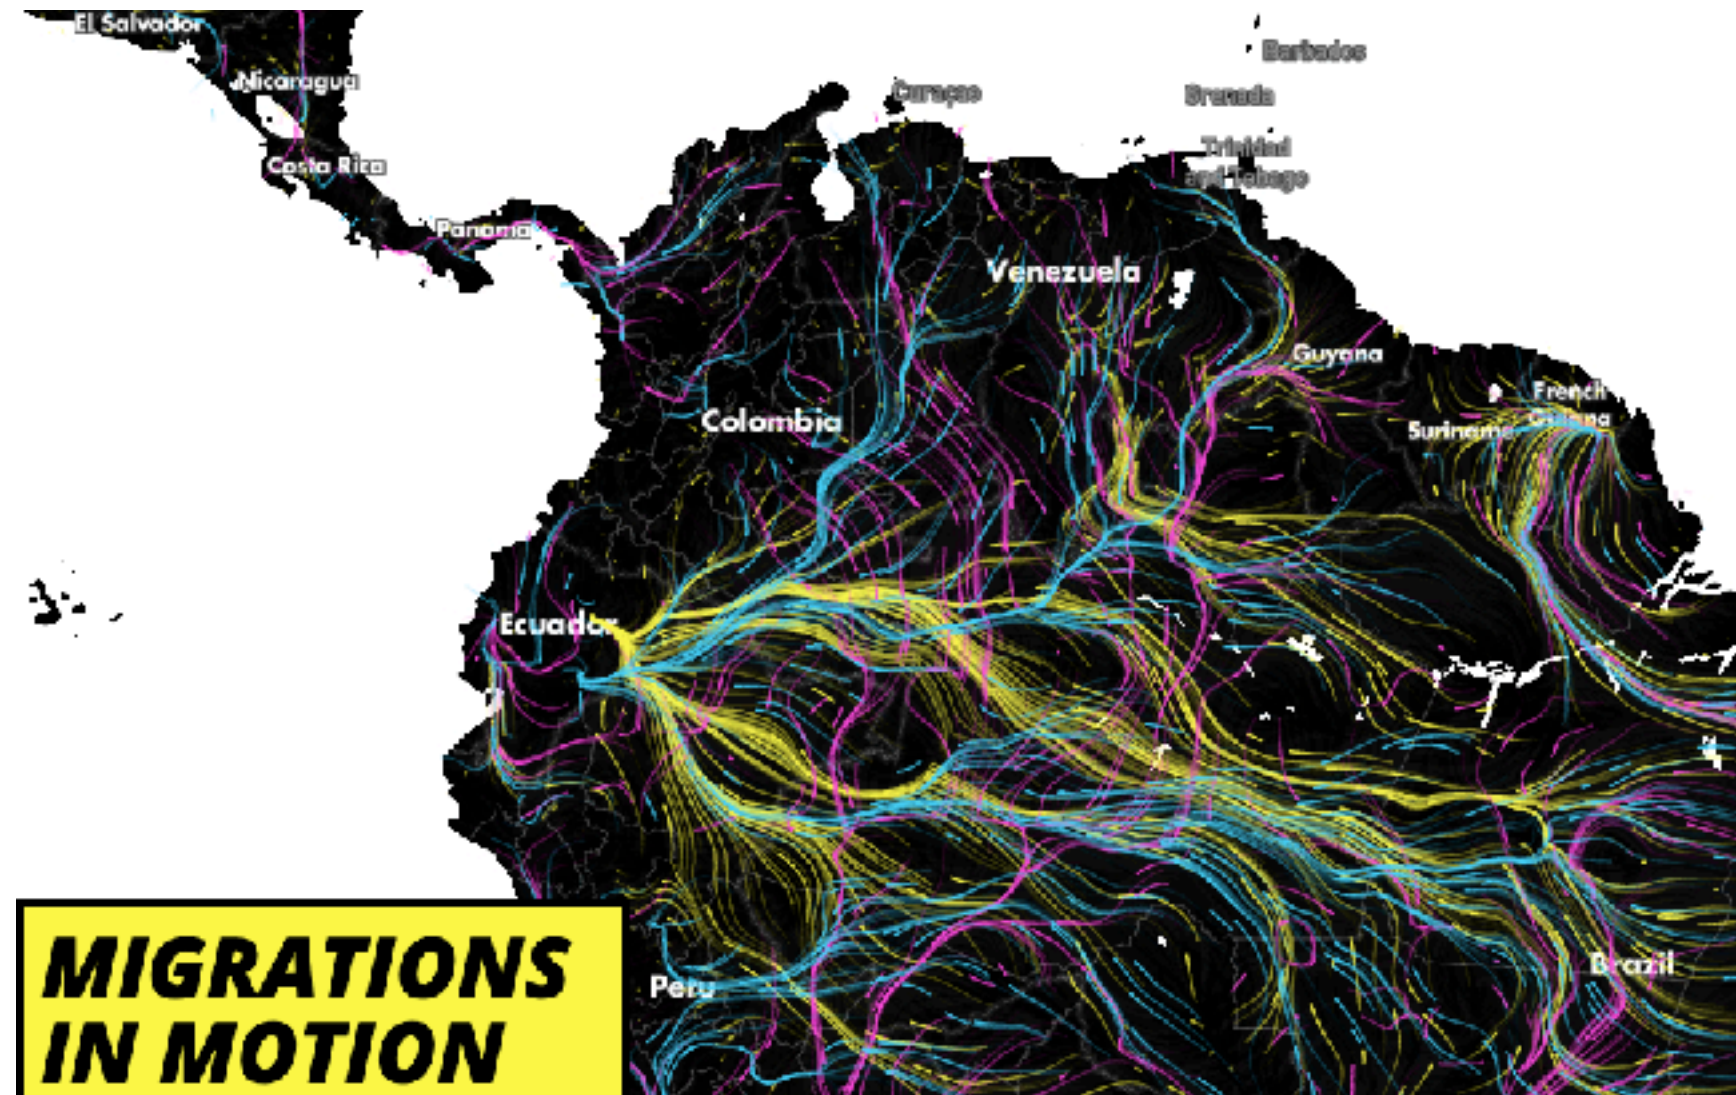 El Salvador
Barbados
Nicaragua
Curaçao
Grenada
Trinidad
and Tobago
Costa Rica
Panama
Venezuela
Guyana
French
Guiana
Colombia
Suriname
Ecuador
Brazil
Peru
MIGRATIONS
IN MOTION